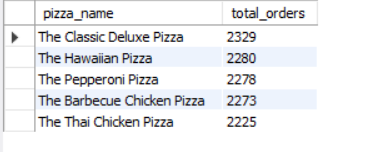 pizza_name total_orders
The Classic Deluxe Pizza 2329
The Hawaiian Pizza 2280
The Pepperoni Pizza 2278
The Barbecue Chicken Pizza 2273
The Thai Chicken Pizza 2225